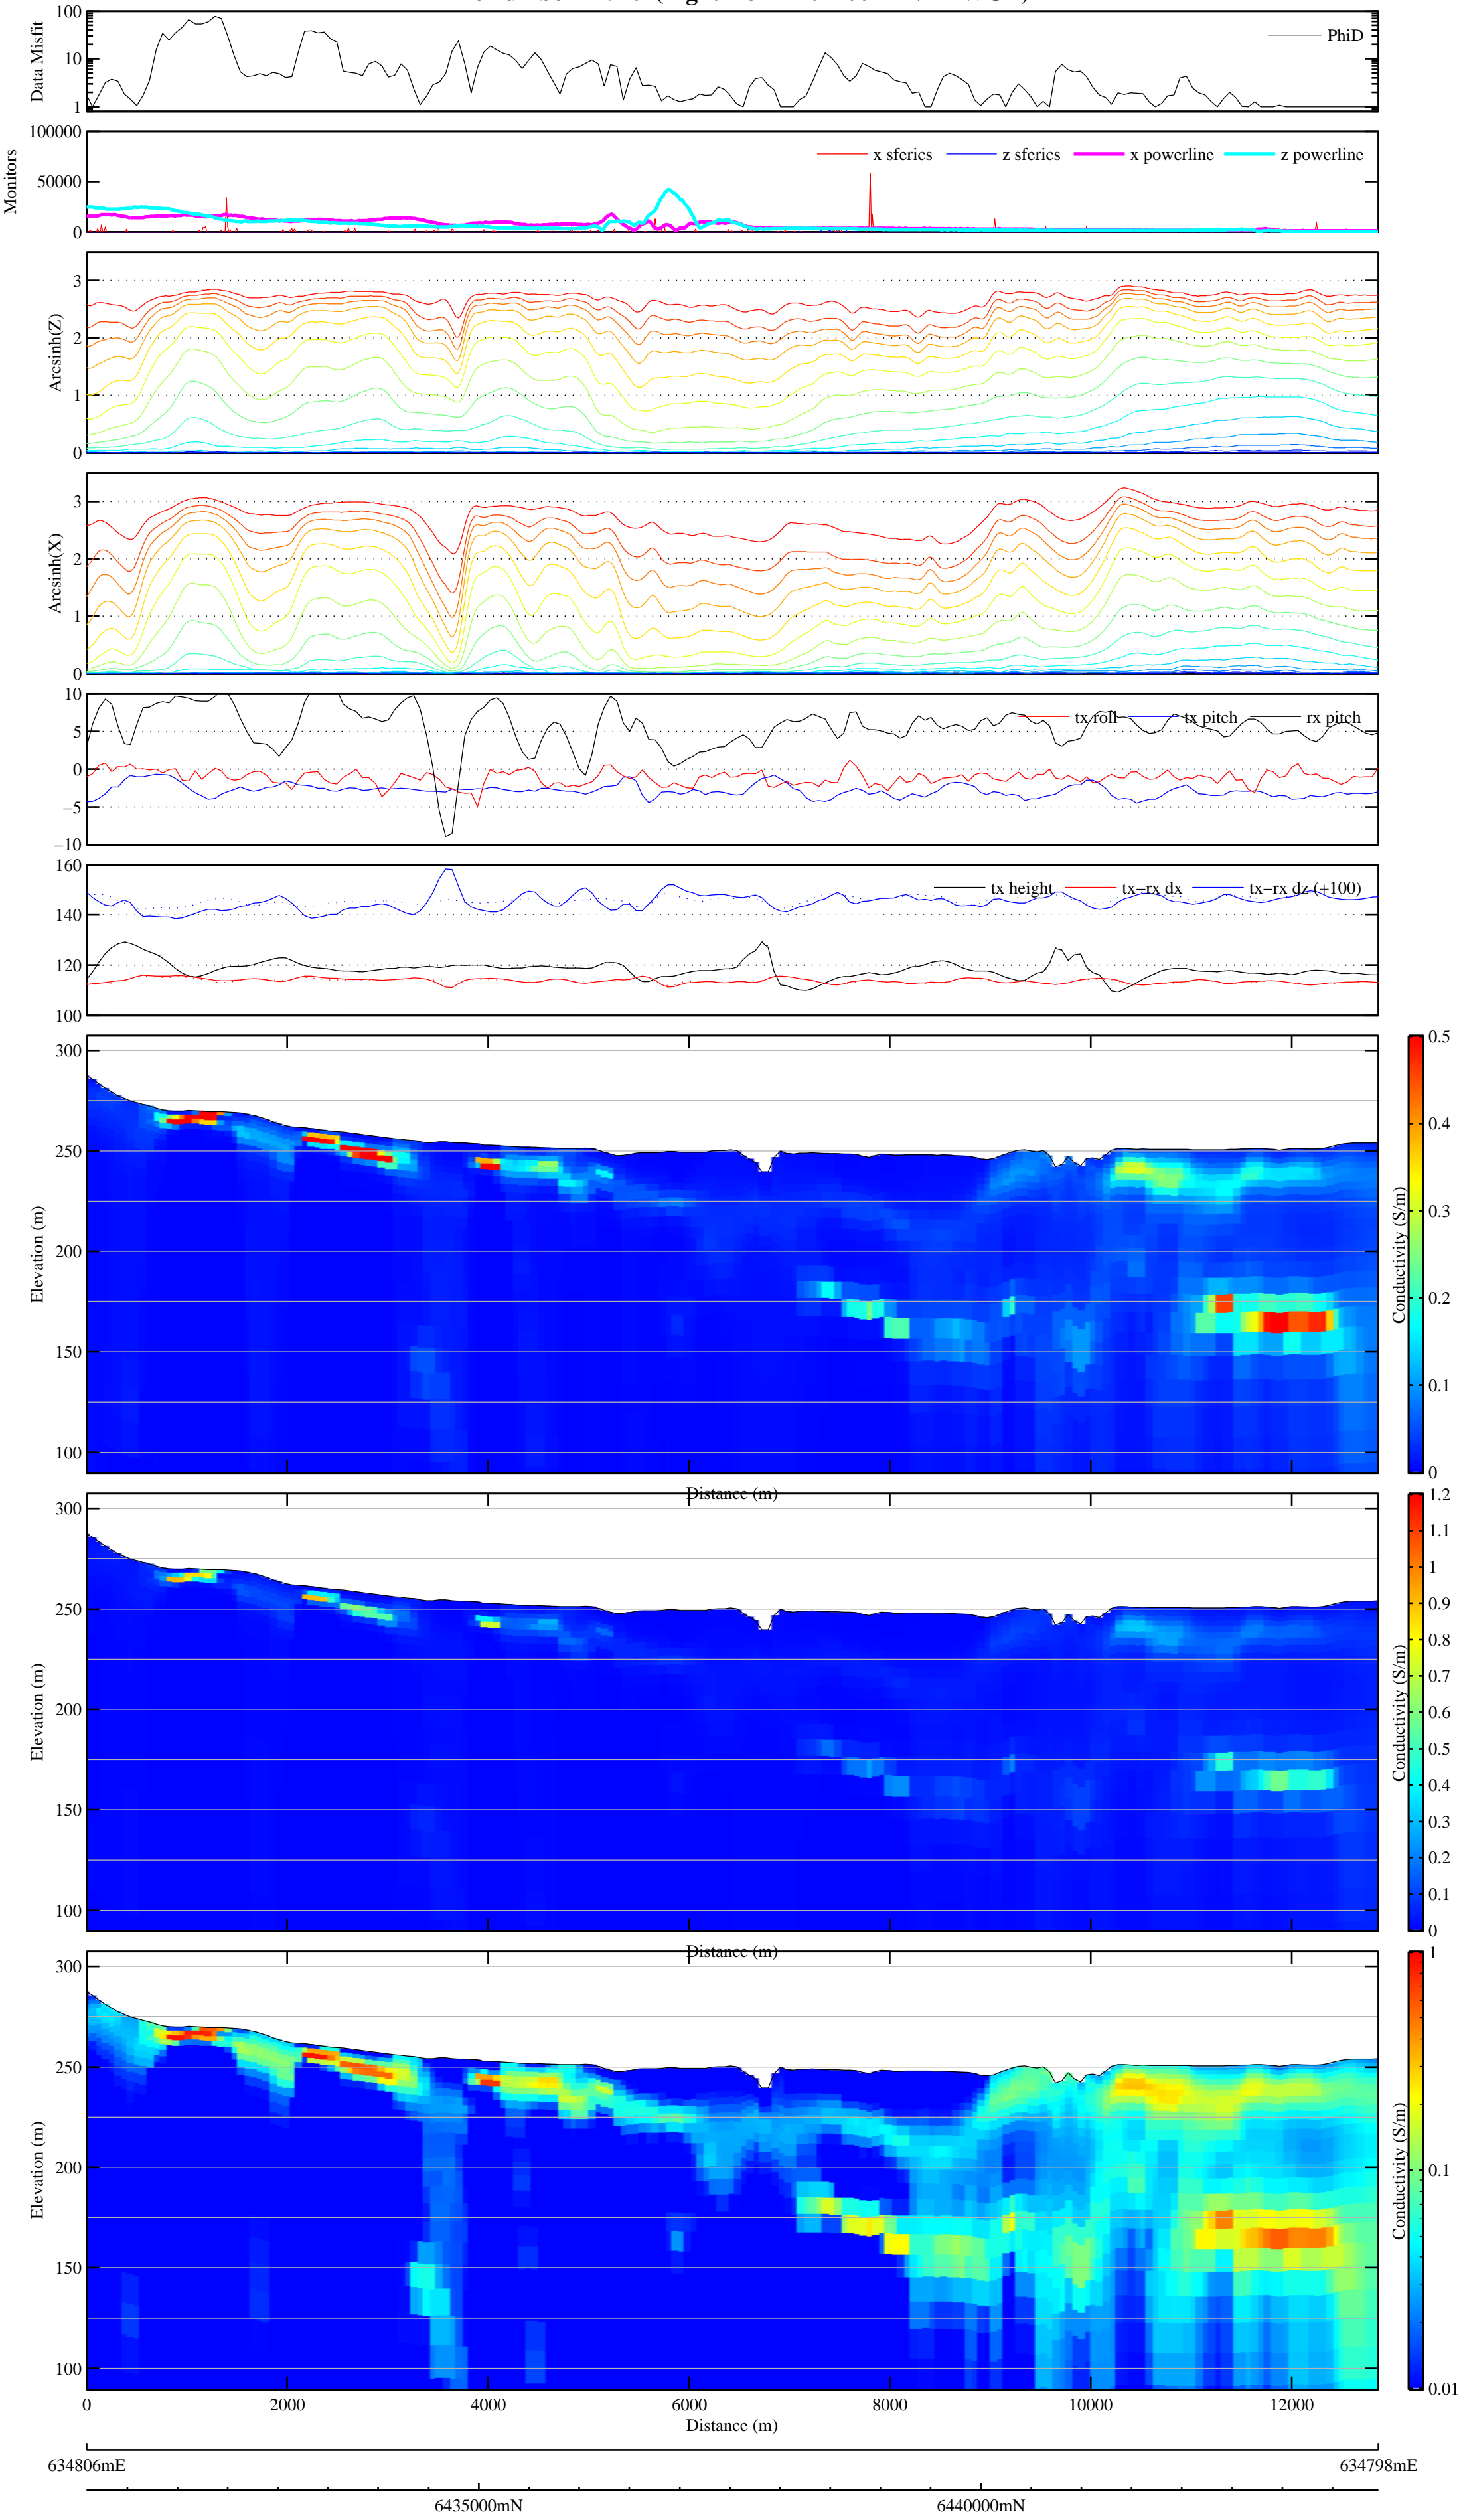 100
10
1
Data Misfit
PhiD
100000
50000
0
Monitors
x sferics
z sferics
x powerline
z powerline
3
2
1
0
Arcsinh(Z)
3
2
1
0
Arcsinh(X)
10
5
0
−5
−10
tx roll
tx pitch
rx pitch
160
140
120
100
tx height
tx−rx dx
tx−rx dz (+100)
300
250
200
150
100
Elevation (m)
Distance (m)
0.5
0.4
0.3
0.2
0.1
0
Conductivity (S/m)
300
250
200
150
100
Elevation (m)
Distance (m)
1.2
1.1
1
0.9
0.8
0.7
0.6
0.5
0.4
0.3
0.2
0.1
0
Conductivity (S/m)
300
250
200
150
100
Elevation (m)
1
0.1
0.01
Conductivity (S/m)
0 2000 4000 6000 8000 10000 12000
Distance (m)
634806mE 634798mE
6435000mN 6440000mN